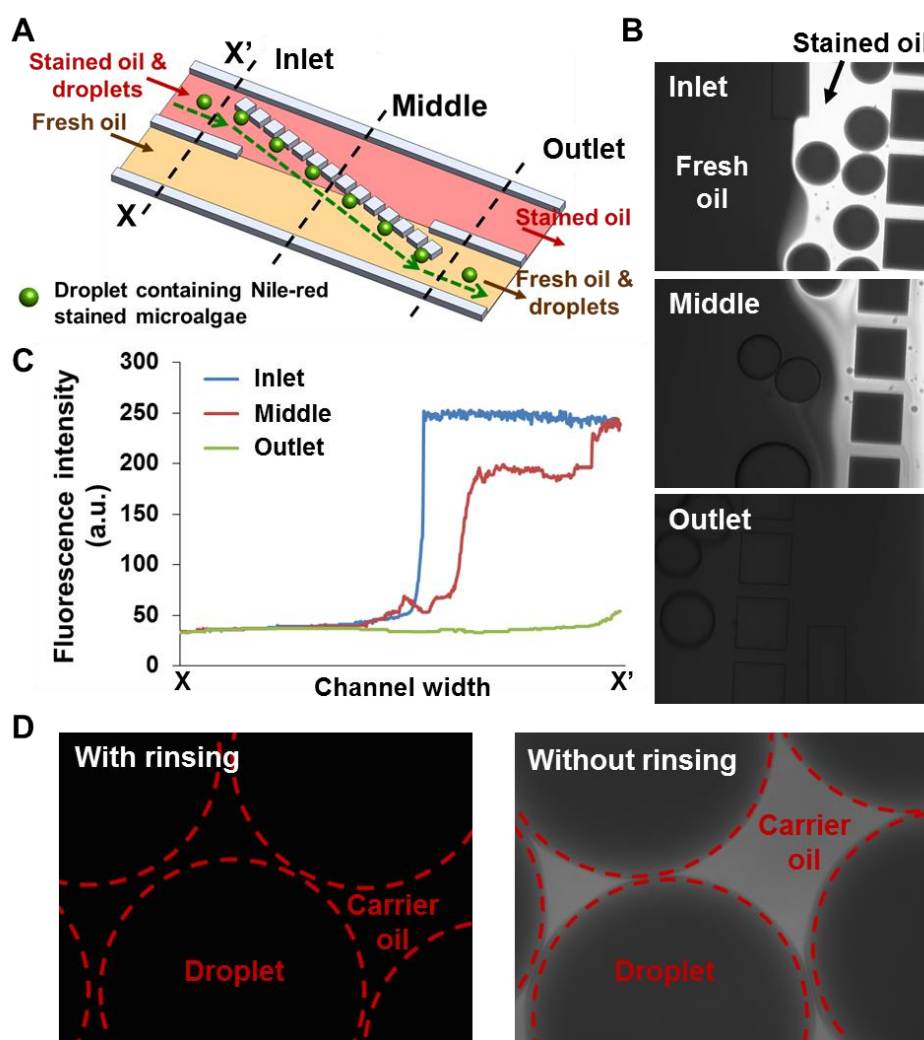 A
X'
Inlet
Stained oil &
droplets
Middle
Fresh oil
Outlet
X
Stained oil
Fresh oil &
droplets
Droplet containing Nile-red
stained microalgae
B
Stained oil
Inlet
Fresh
oil
Middle
Outlet
C
Fluorescence intensity
(a.u.)
300
250
200
150
100
50
0
Inlet
Middle
Outlet
X
Channel width
X'
D
With rinsing
Carrier
oil
Droplet
Without rinsing
Carrier
oil
Droplet